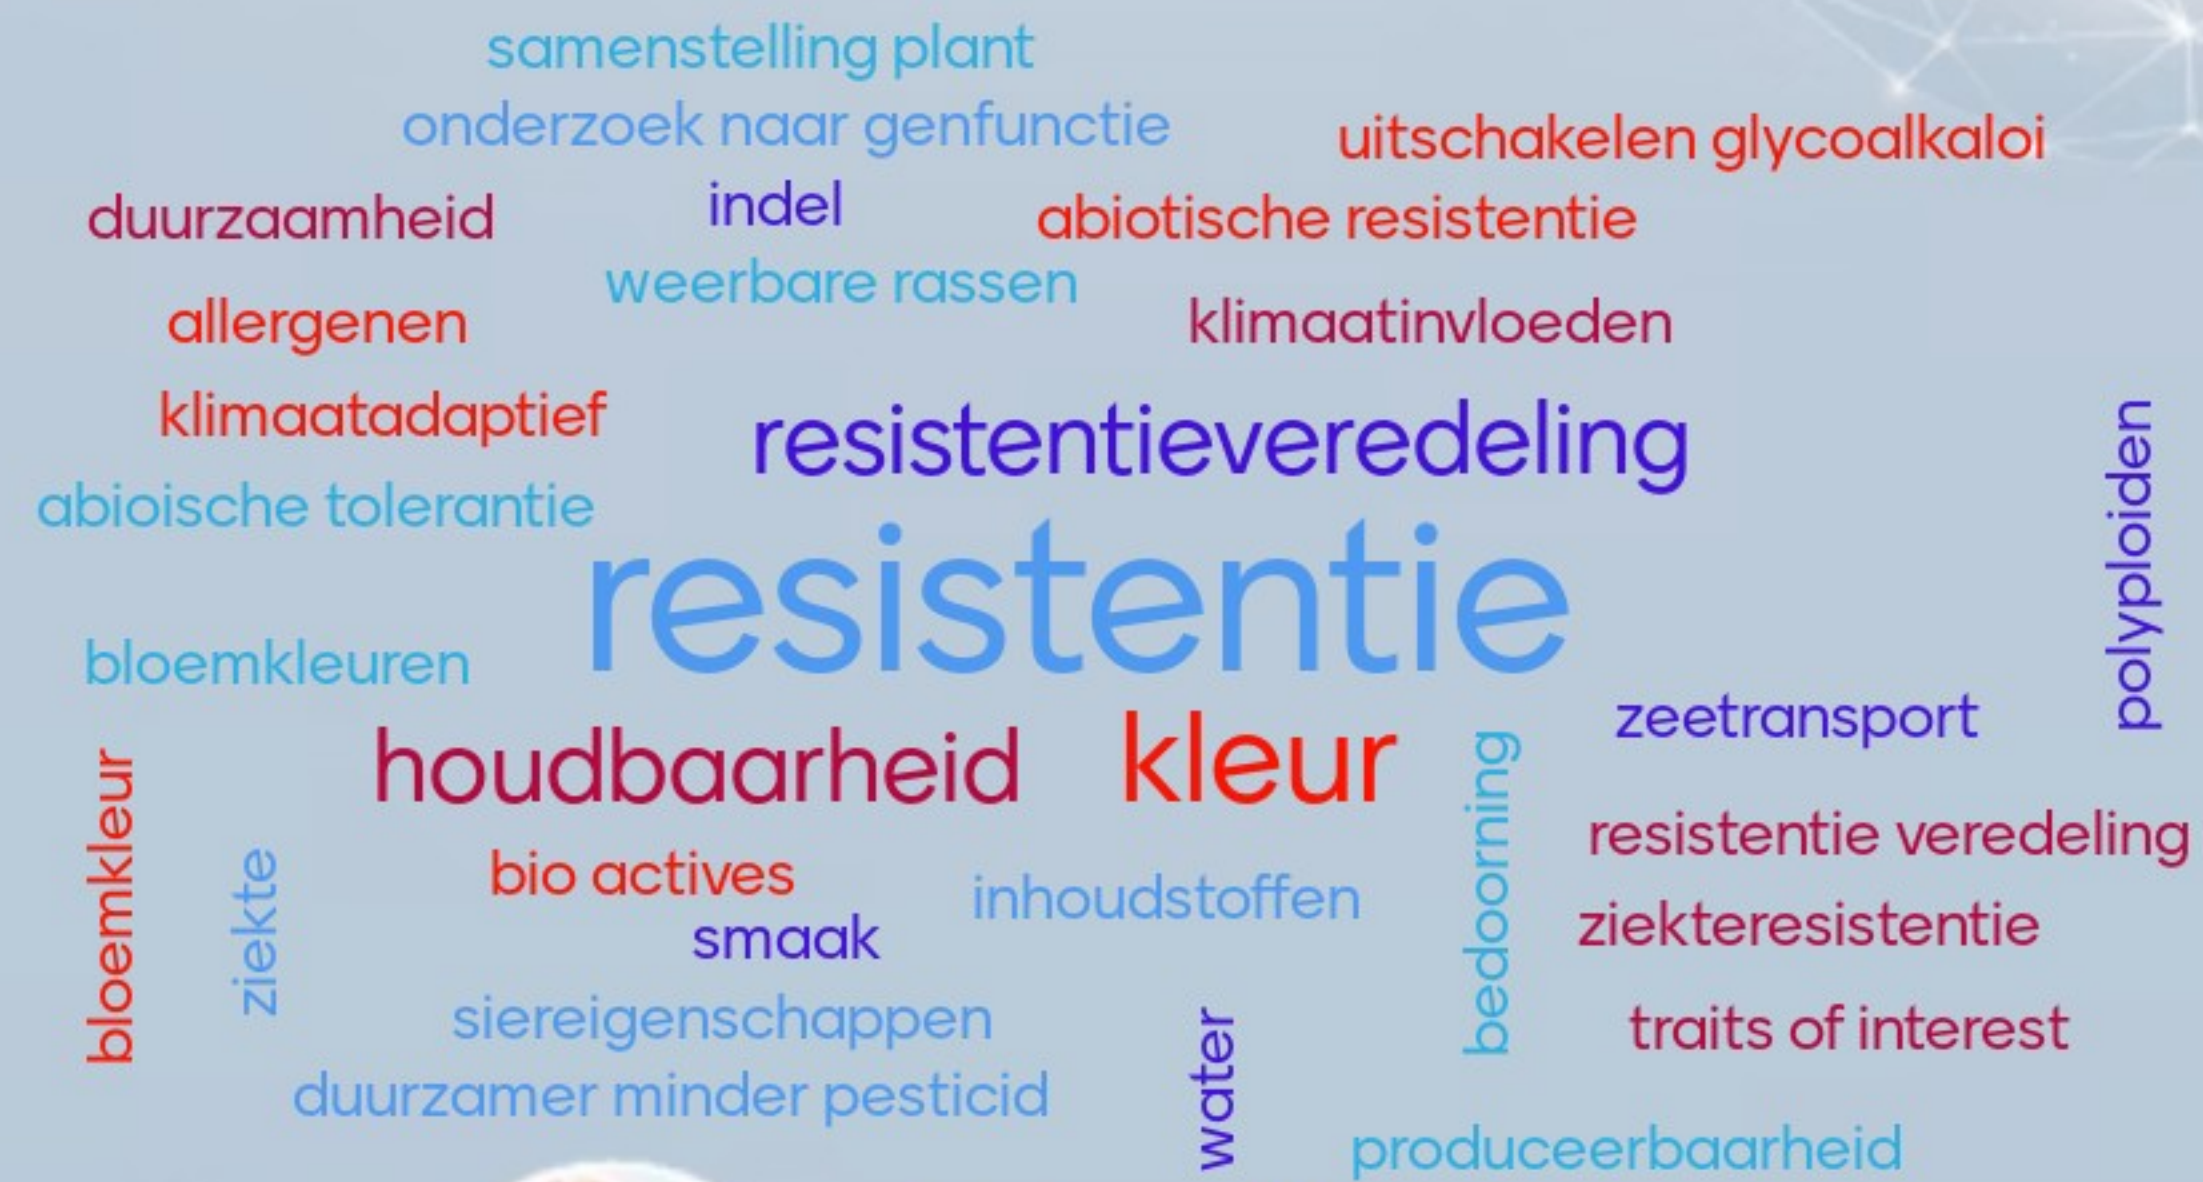 samenstelling plant
onderzoek naar genfunctie
uitschakelen glycoalkaloi
duurzaamheid
indel
abiotische resistentie
weerbare rassen
allergenen
klimaatinvloeden
klimaatadaptief
resistentieveredeling
polyploiden
abioische tolerantie
resistentie
bloemkleuren
zeetransport
houdbaarheid
kleur
bedoorning
bloemkleur
resistentie veredeling
ziekte
bio actives
inhoudstoffen
ziekteresistentie
smaak
siereigenschappen
water
traits of interest
duurzamer minder pesticid
produceerbaarheid